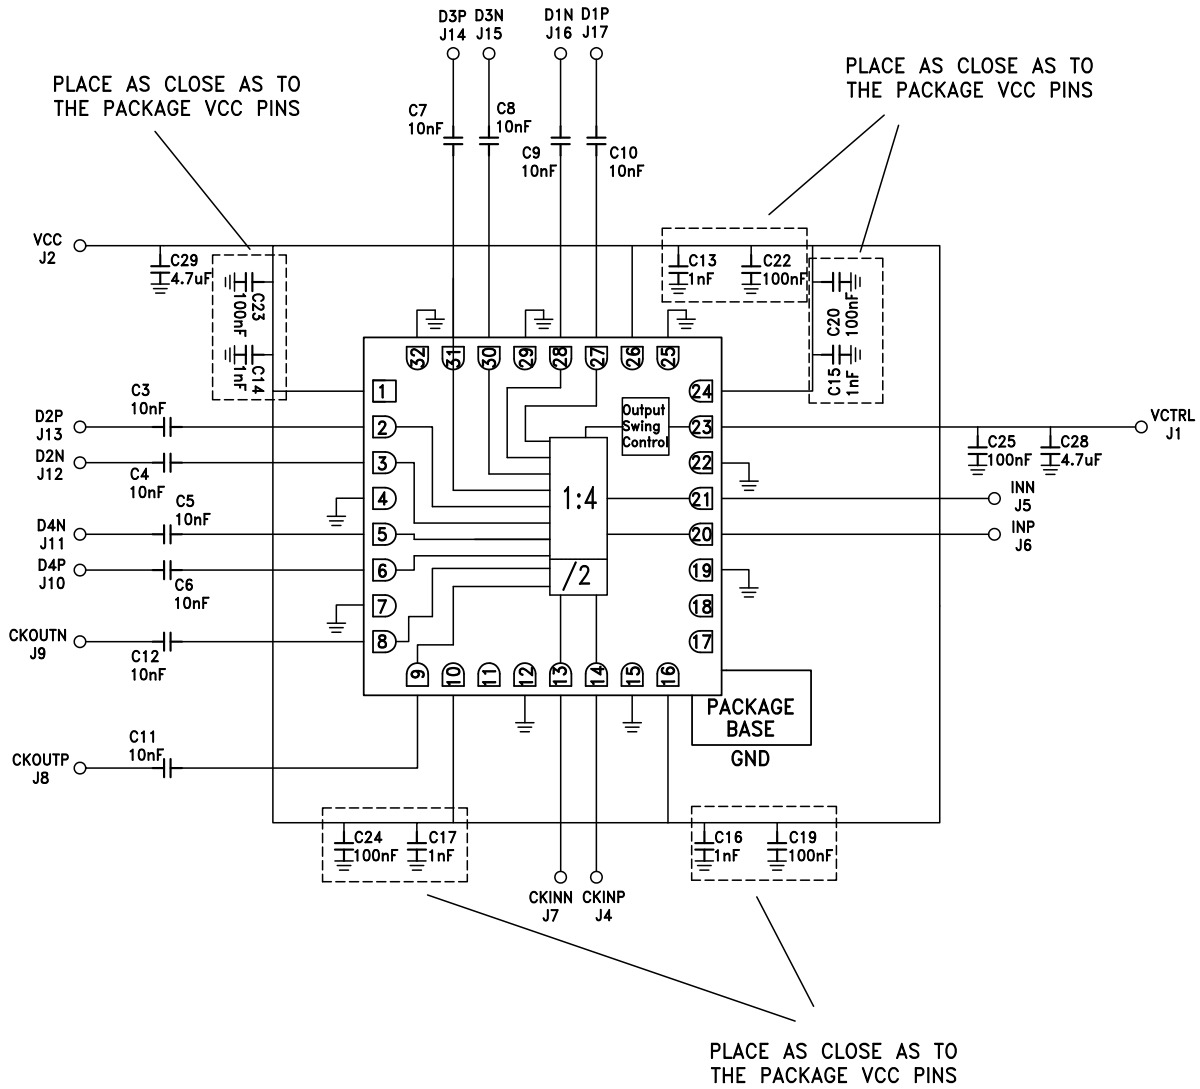 D3P D3N D1N D1P
J14 J15 J16 J17
PLACE AS CLOSE AS TO
THE PACKAGE VCC PINS
PLACE AS CLOSE AS TO
THE PACKAGE VCC PINS
C7
10nF
C8
10nF
C9
10nF
C10
10nF
VCC
J2
C29
4.7uF
C23
100nF
C14
1nF
C13
1nF
C22
100nF
C20
100nF
C15
1nF
32 31 30 29 28 27 26 25
1
2
3
4
5
6
7
8
24
23
22
21
20
19
18
17
9 10 11 12 13 14 15 16
Output
Swing
Control
1:4
/2
C3
10nF
D2P
J13
D2N
J12
C4
10nF
C5
10nF
D4N
J11
D4P
J10
C6
10nF
CKOUTN
J9
C12
10nF
C11
10nF
CKOUTP
J8
VCTRL
J1
C25
100nF
C28
4.7uF
INN
J5
INP
J6
PACKAGE
BASE
GND
C24
100nF
C17
1nF
C16
1nF
C19
100nF
CKINN CKINP
J7 J4
PLACE AS CLOSE AS TO
THE PACKAGE VCC PINS